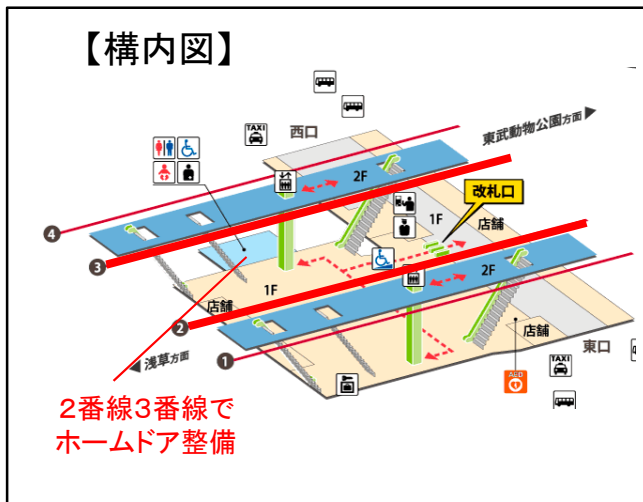 【構内図】
東武動物公園方面
TAXI
西口
2F
改札口
1F
店舗
4
3
1F
2F
店舗
2
店舗
1
東口
浅草方面
AED
TAXI
２番線３番線で
ホームドア整備